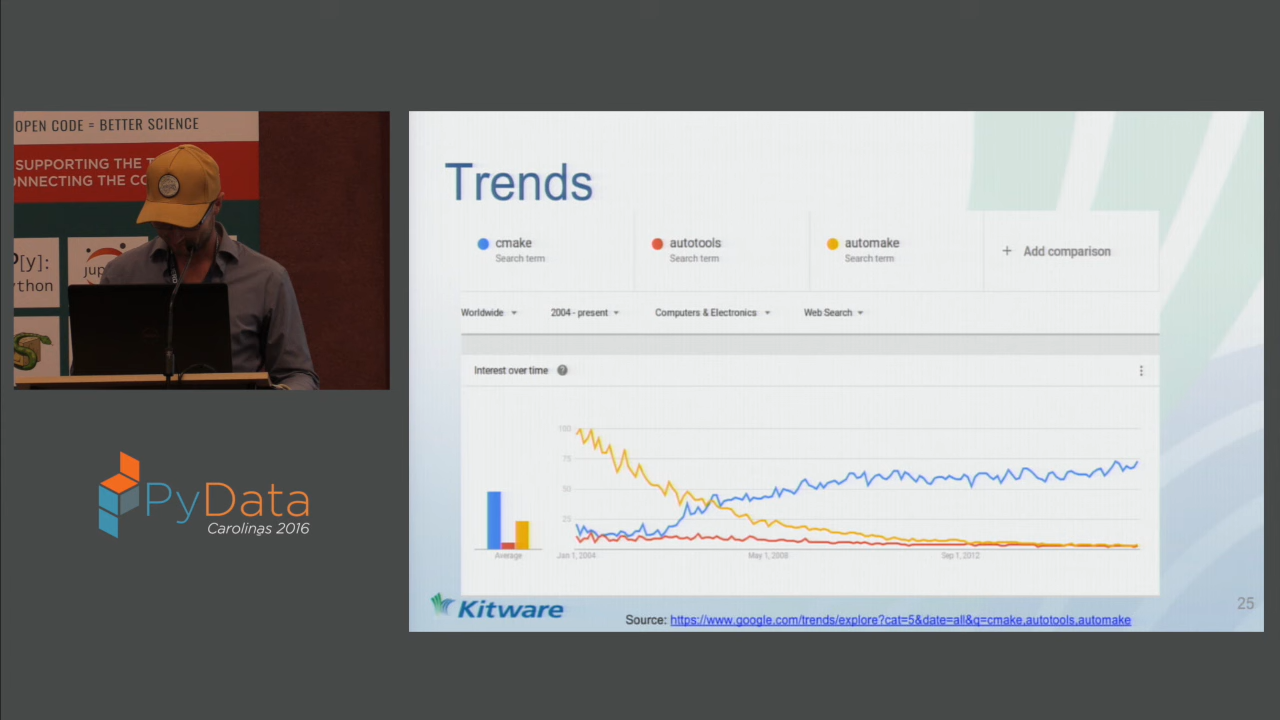 OPEN CODE = BETTER SCIENCE
SUPPORTING THE
CONNECTING THE
P[y]:
thon
jup
PyData
Carolinas 2016
Trends
cmake
Search term
autotools
Search term
automake
Search term
+ Add comparison
Worldwide
2004 - present
Computers & Electronics
Web Search
Interest over time ?
100
75
50
25
Average
Jan 1, 2004
May 1, 2008
Sep 1, 2012
Kitware
Source: https://www.google.com/trends/explore?cat=5&date=all&q=cmake,autotools,automake
25